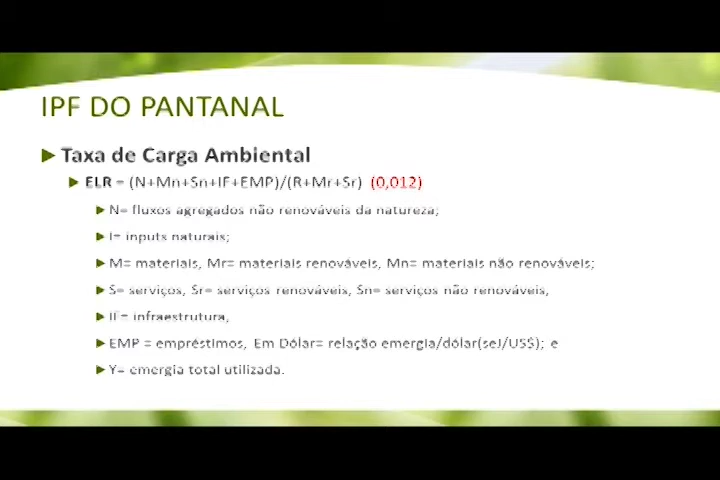 IPF DO PANTANAL
Taxa de Carga Ambiental
ELR = (N+Mn+Sn+IF+EMP)/(R+Mr+Sr) (0,012)
N= fluxos agregados não renováveis da natureza;
I= inputs naturais;
M= materiais, Mr= materiais renováveis, Mn= materiais não renováveis;
S= serviços, Sr= serviços renováveis, Sn= serviços não renováveis,
IF= infraestrutura,
EMP = empréstimos, Em Dólar= relação emergia/dólar(seJ/US$); e
Y= emergia total utilizada.